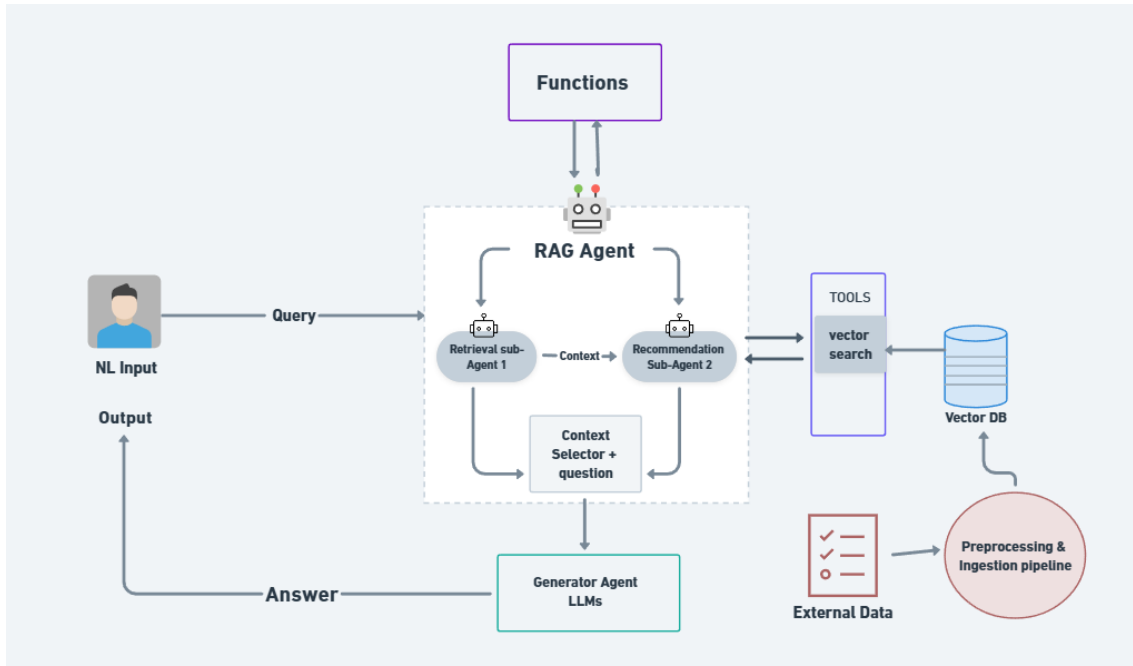 Functions
RAG Agent
NL Input
Query
Retrieval sub-
Agent 1
Context
Recommendation
Sub-Agent 2
TOOLS
vector
search
Vector DB
Output
Context
Selector +
question
Preprocessing &
Ingestion pipeline
External Data
Generator Agent
LLMs
Answer